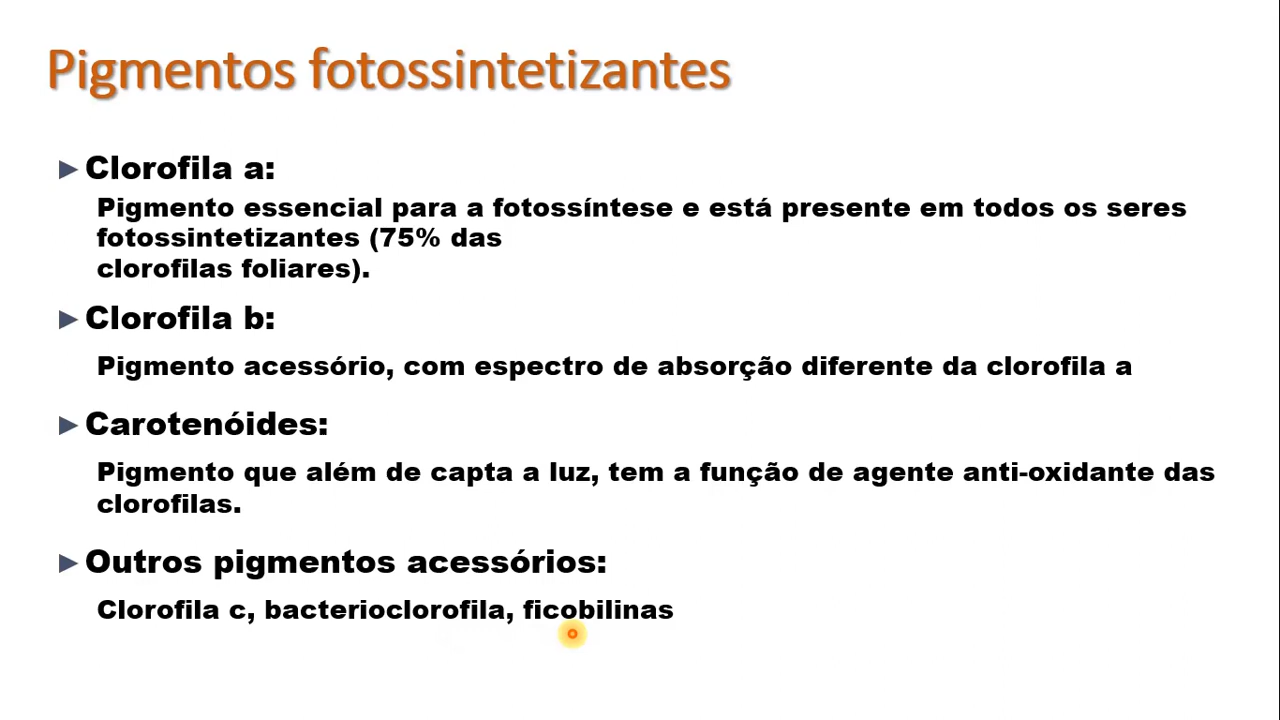 Pigmentos fotossintetizantes
Clorofila a:
Pigmento essencial para a fotossíntese e está presente em todos os seres
fotossintetizantes (75% das
clorofilas foliares).
Clorofila b:
Pigmento acessório, com espectro de absorção diferente da clorofila a
Carotenóides:
Pigmento que além de capta a luz, tem a função de agente anti-oxidante das
clorofilas.
Outros pigmentos acessórios:
Clorofila c, bacterioclorofila, ficobilinas